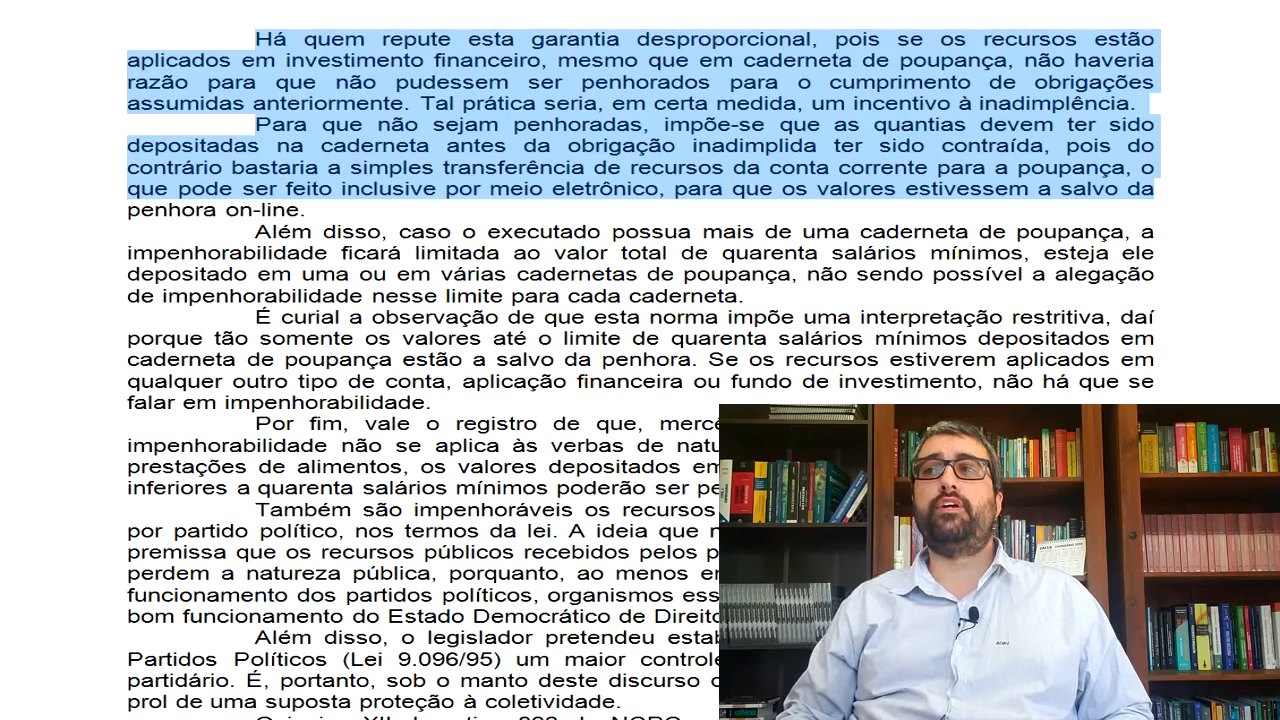 Há quem repute esta garantia desproporcional, pois se os recursos estão
aplicados em investimento financeiro, mesmo que em caderneta de poupança, não haveria
razão para que não pudessem ser penhorados para o cumprimento de obrigações
assumidas anteriormente. Tal prática seria, em certa medida, um incentivo à inadimplência.
Para que não sejam penhoradas, impõe-se que as quantias devem ter sido
depositadas na caderneta antes da obrigação inadimplida ter sido contraída, pois do
contrário bastaria a simples transferência de recursos da conta corrente para a poupança, o
que pode ser feito inclusive por meio eletrônico, para que os valores estivessem a salvo da
penhora on-line.
Além disso, caso o executado possua mais de uma caderneta de poupança, a
impenhorabilidade ficará limitada ao valor total de quarenta salários mínimos, esteja ele
depositado em uma ou em várias cadernetas de poupança, não sendo possível a alegação
de impenhorabilidade nesse limite para cada caderneta.
É curial a observação de que esta norma impõe uma interpretação restritiva, daí
porque tão somente os valores até o limite de quarenta salários mínimos depositados em
caderneta de poupança estão a salvo da penhora. Se os recursos estiverem aplicados em
qualquer outro tipo de conta, aplicação financeira ou fundo de investimento, não há que se
falar em impenhorabilidade.
Por fim, vale o registro de que,
impenhorabilidade não se aplica às verbas de
prestações de alimentos, os valores depositados
inferiores a quarenta salários mínimos poderão ser
Também são impenhoráveis os recursos
por partido político, nos termos da lei. A ideia que
premissa que os recursos públicos recebidos pelos
perdem a natureza pública, porquanto, ao menos
funcionamento dos partidos políticos, organismos
bom funcionamento do Estado Democrático de
Além disso, o legislador pretendeu
Partidos Políticos (Lei 9.096/95) um maior
partidário. É, portanto, sob o manto deste discurso
prol de uma suposta proteção à coletividade.